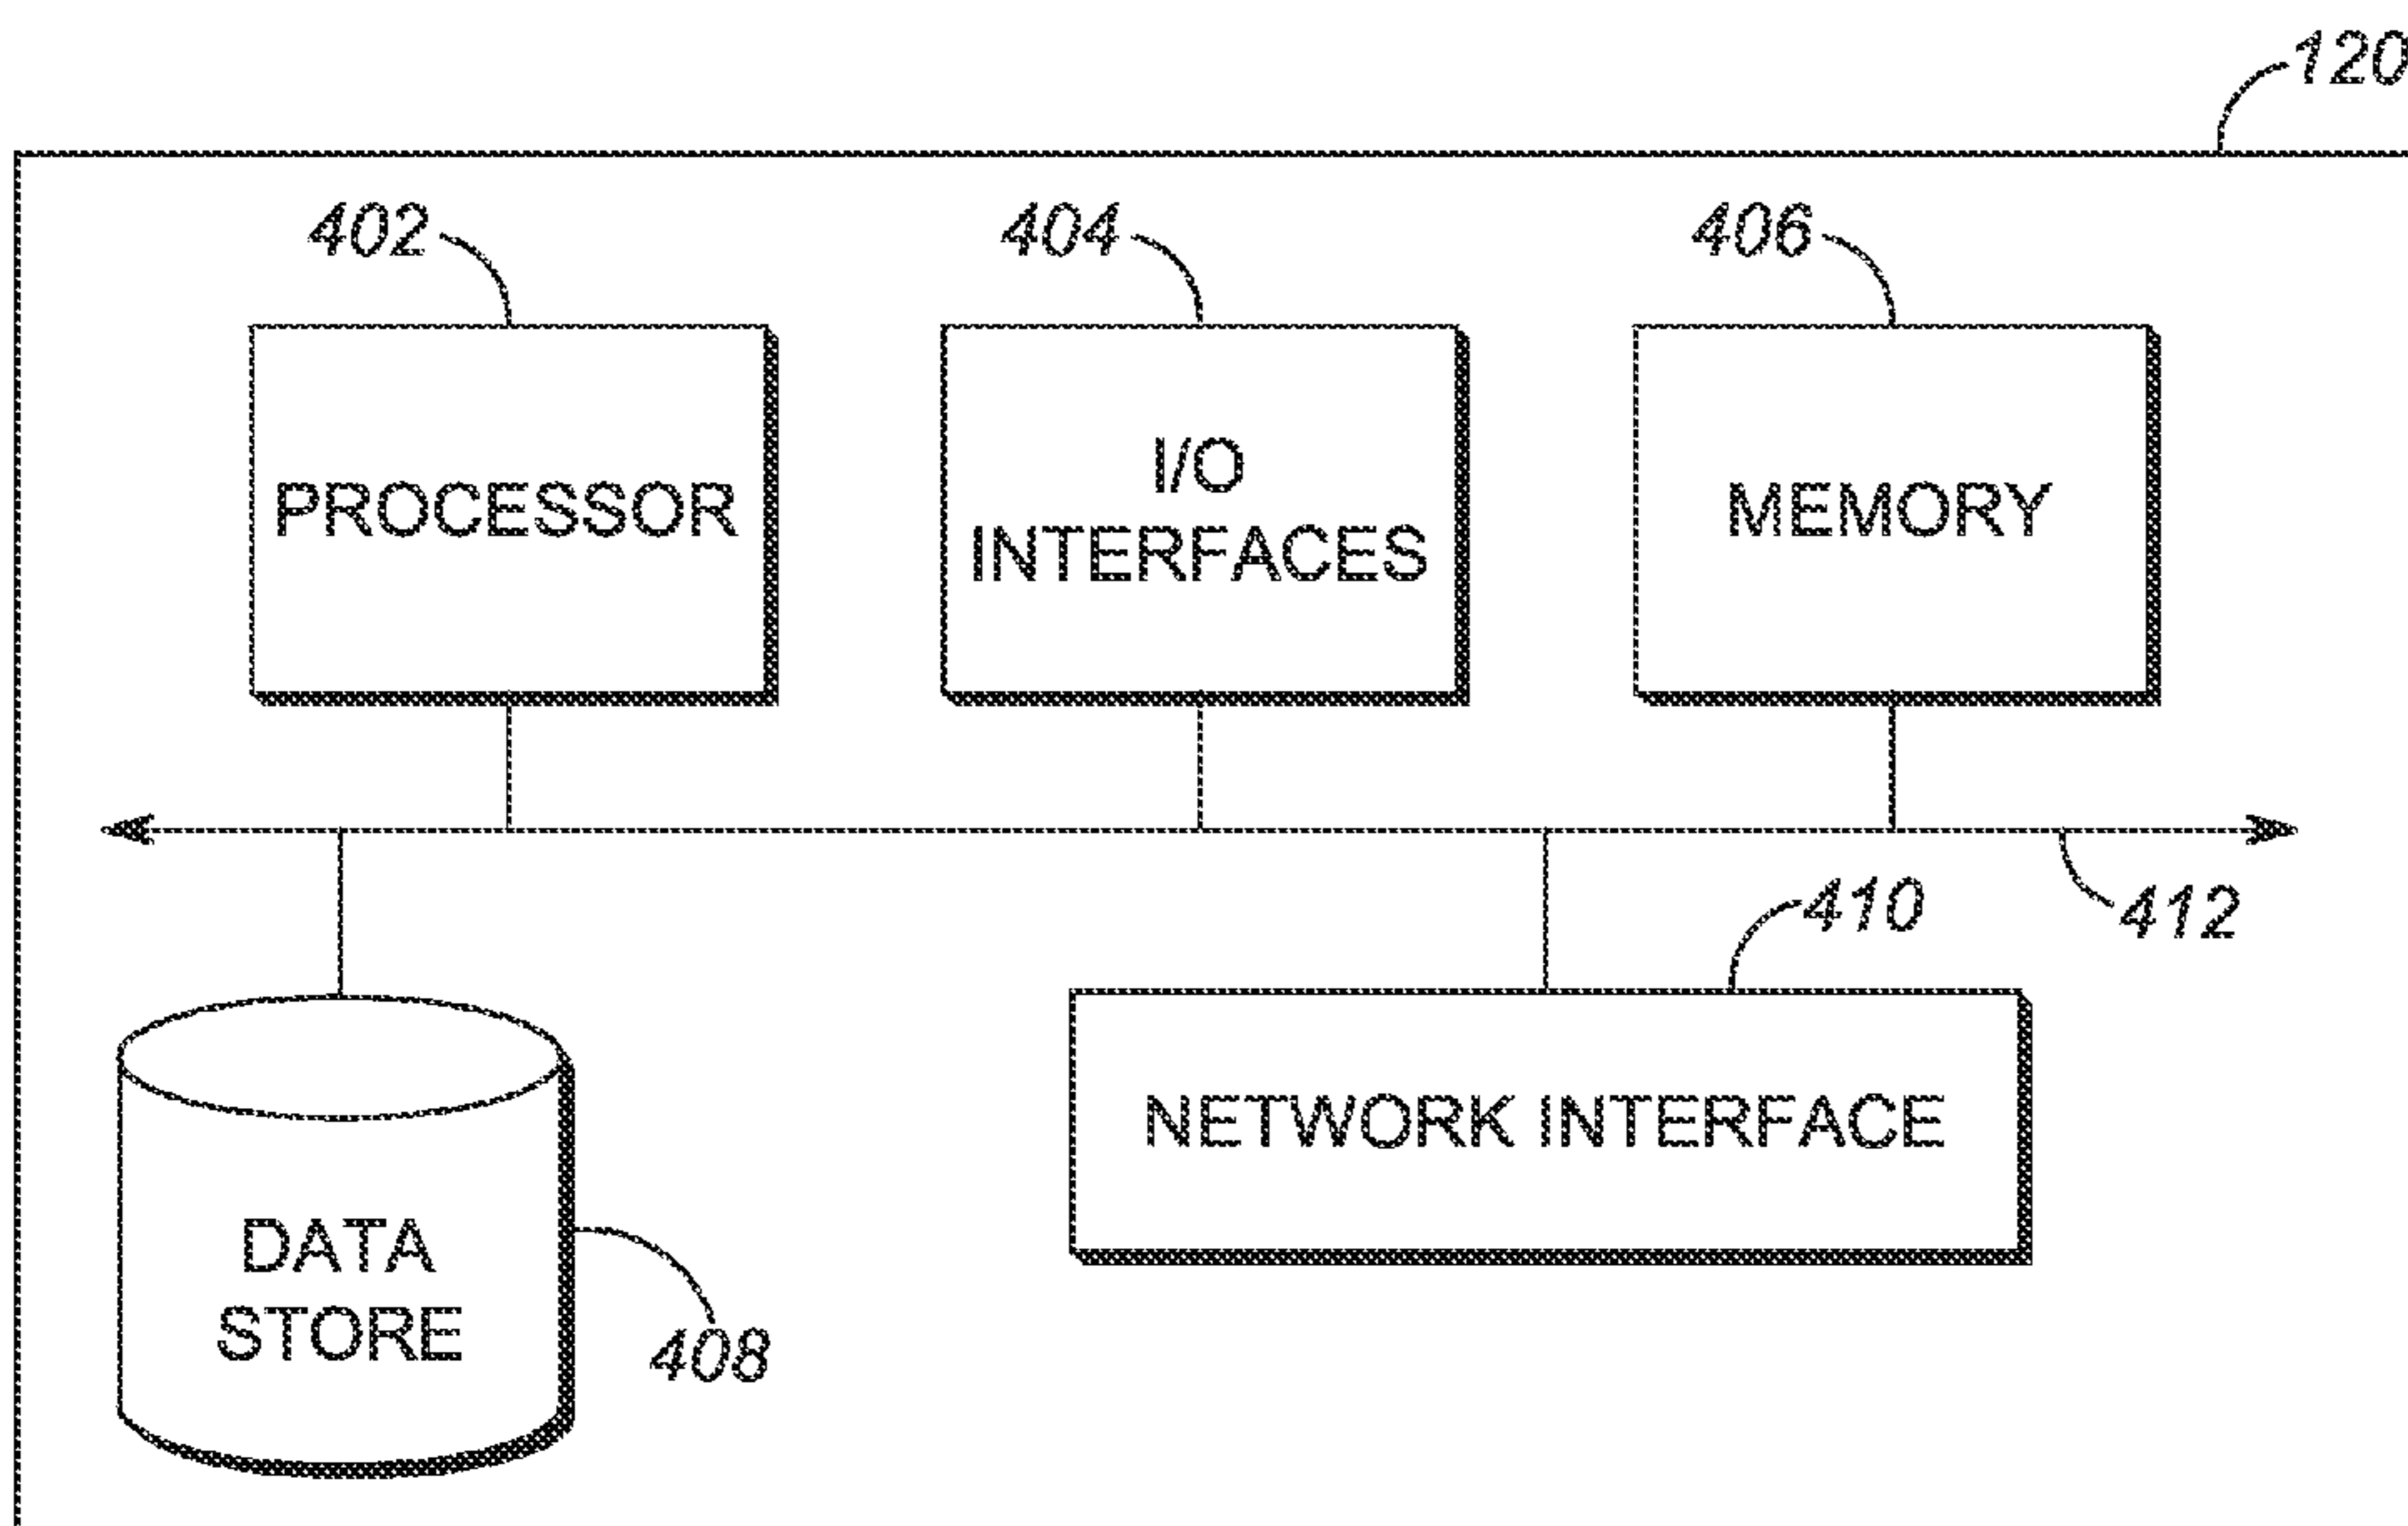 120
402
404
406
PROCESSOR
I/O
INTERFACES
MEMORY
410
412
NETWORK INTERFACE
DATA
STORE
408